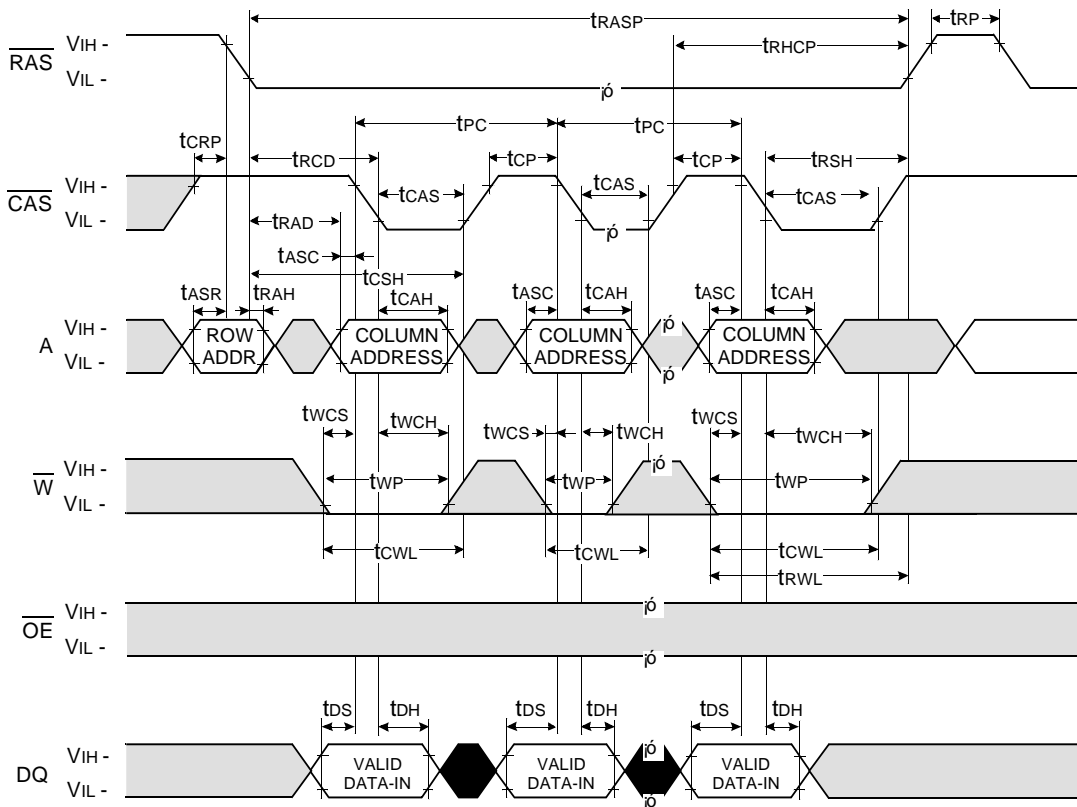 tRASP
tRP
tRHCP
RAS
VIH -
VIL -
¡ó
tPC
tPC
tCRP
tRCD
tCP
tCP
tRSH
CAS
VIH -
VIL -
tCAS
tCAS
tCAS
¡ó
tRAD
tASC
tCSH
tASR
tRAH
tCAH
tASC
tCAH
tASC
tCAH
A
VIH -
VIL -
ROW
ADDR
COLUMN
ADDRESS
COLUMN
ADDRESS
COLUMN
ADDRESS
¡ó
¡ó
tWCS
tWCH
tWCS
tWCH
tWCS
tWCH
W
VIH -
VIL -
tWP
tWP
tWP
¡ó
tCWL
tCWL
tCWL
tRWL
OE
VIH -
VIL -
¡ó
¡ó
tDS
tDH
tDS
tDH
tDS
tDH
DQ
VIH -
VIL -
VALID
DATA-IN
VALID
DATA-IN
VALID
DATA-IN
¡ó
¡ó